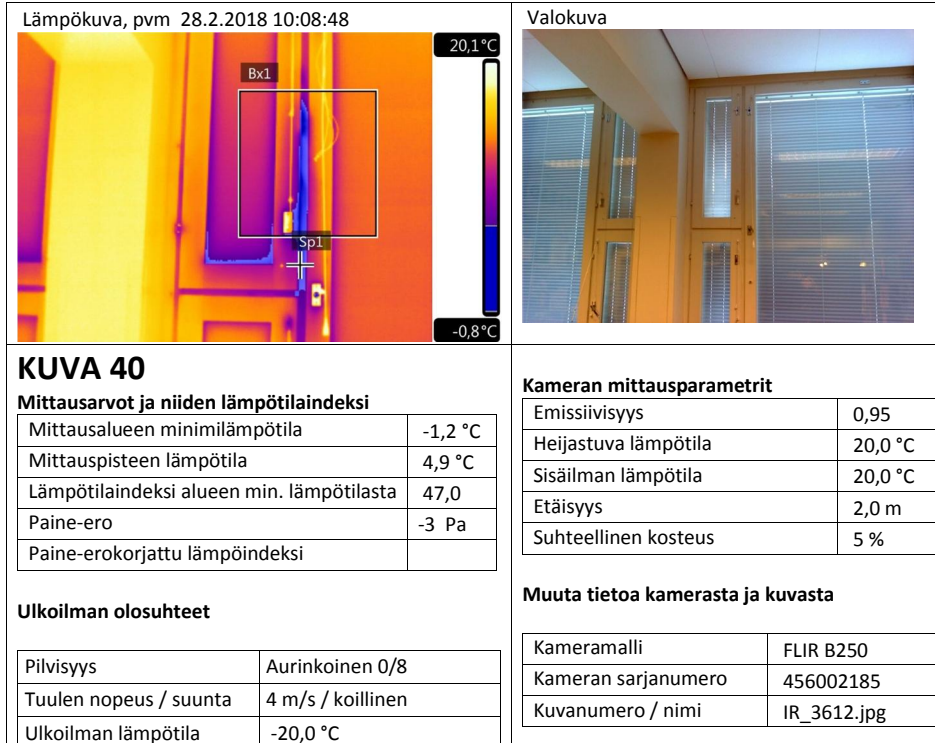 Lämpökuva, pvm 28.2.2018 10:08:48
Valokuva
20,1°C
Bx1
Sp1
-0,8°C
KUVA 40
Mittausarvot ja niiden lämpötilaindeksi
Mittausalueen minimilämpötila -1,2 °C
Mittauspisteen lämpötila 4,9 °C
Lämpötilaindeksi alueen min. lämpötilasta 47,0
Paine-ero -3 Pa
Paine-erokorjattu lämpöindeksi
Ulkoilman olosuhteet
Pilvisyys Aurinkoinen 0/8
Tuulen nopeus / suunta 4 m/s / koillinen
Ulkoilman lämpötila -20,0 °C
Kameran mittausparametrit
Emissiivisyys 0,95
Heijastuva lämpötila 20,0 °C
Sisäilman lämpötila 20,0 °C
Etäisyys 2,0 m
Suhteellinen kosteus 5 %
Muuta tietoa kamerasta ja kuvasta
Kameramalli FLIR B250
Kameran sarjanumero 456002185
Kuvanumero / nimi IR_3612.jpg